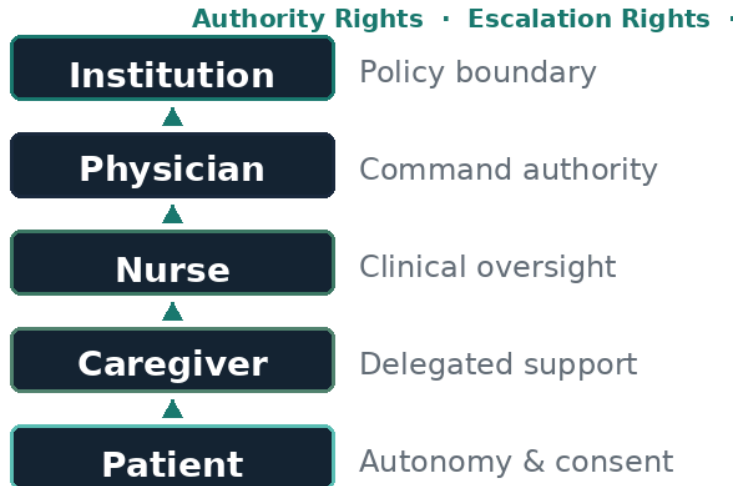 Authority Rights · Escalation Rights ·
Institution Policy boundary
Physician Command authority
Nurse Clinical oversight
Caregiver Delegated support
Patient Autonomy & consent